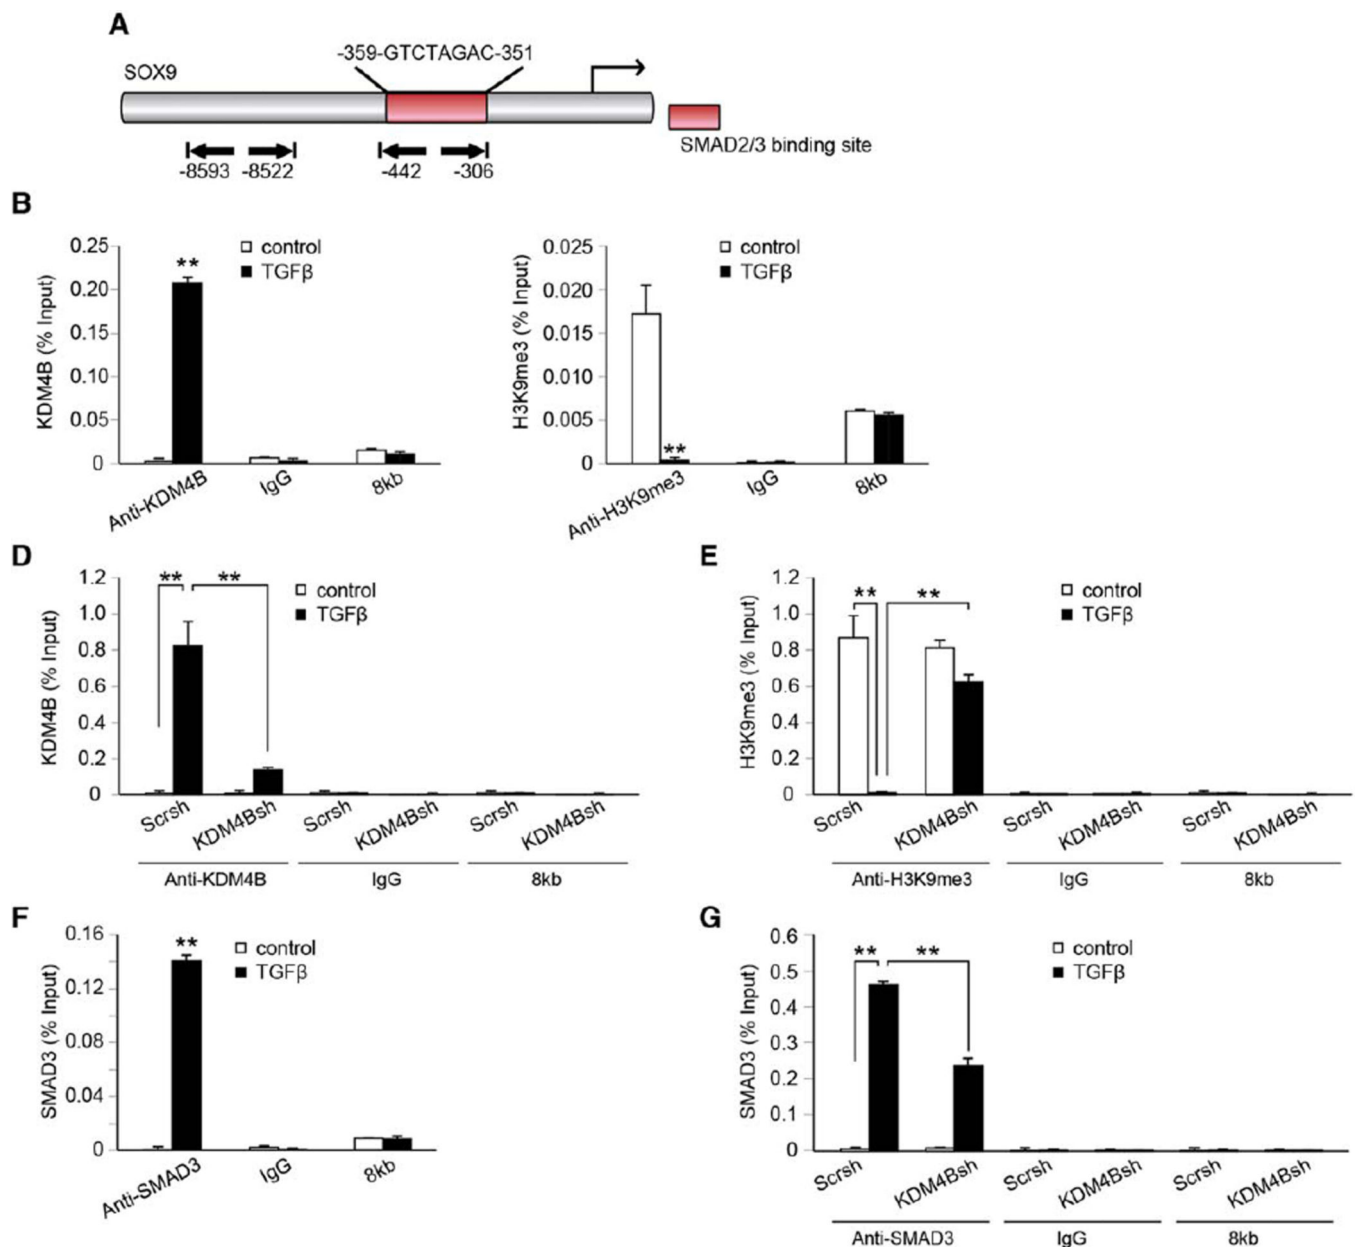 A
-359-GTCTAGAC-351
SOX9
SMAD2/3 binding site
-8593 -8522 -442 -306
B
KDM4B (% Input)
0.25
0.20
0.15
0.10
0.05
0
control
TGFβ
**
Anti-KDM4B IgG 8kb
H3K9me3 (% Input)
0.025
0.020
0.015
0.010
0.005
0
control
TGFβ
**
Anti-H3K9me3 IgG 8kb
D
KDM4B (% Input)
1.2
1.0
0.8
0.6
0.4
0.2
0
** **
control
TGFβ
Scrsh KDM4Bsh Scrsh KDM4Bsh Scrsh KDM4Bsh
Anti-KDM4B IgG 8kb
E
H3K9me3 (% Input)
1.2
1.0
0.8
0.6
0.4
0.2
0
** **
control
TGFβ
Scrsh KDM4Bsh Scrsh KDM4Bsh Scrsh KDM4Bsh
Anti-H3K9me3 IgG 8kb
F
SMAD3 (% Input)
0.16
0.12
0.08
0.04
0
**
control
TGFβ
Anti-SMAD3 IgG 8kb
G
SMAD3 (% Input)
0.6
0.5
0.4
0.3
0.2
0.1
0
** **
control
TGFβ
Scrsh KDM4Bsh Scrsh KDM4Bsh Scrsh KDM4Bsh
Anti-SMAD3 IgG 8kb